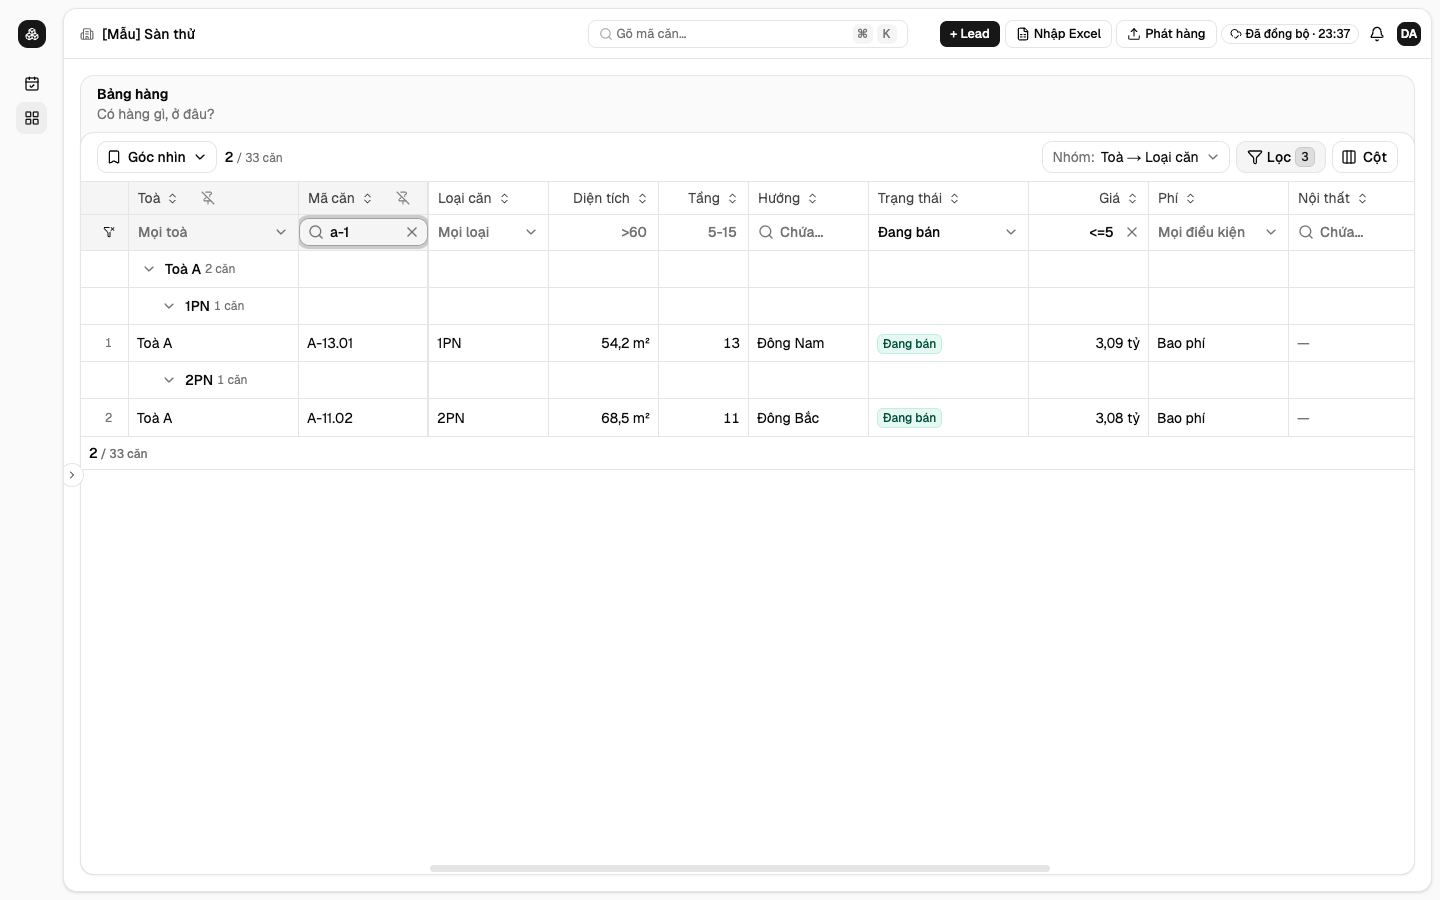 [Mẫu] Sàn thử
Gõ mã căn... ⌘ K
+ Lead
Nhập Excel
Phát hàng
Đã đồng bộ · 23:37
DA
Bảng hàng
Có hàng gì, ở đâu?
Góc nhìn
2 / 33 căn
Nhóm: Toà → Loại căn
Lọc 3
Cột
Toà Mã căn Loại căn Diện tích Tầng Hướng Trạng thái Giá Phí Nội thất
Mọi toà a-1 Mọi loại >60 5-15 Chứa... Đang bán <=5 Mọi điều kiện Chứa...
Toà A 2 căn
1PN 1 căn
1 Toà A A-13.01 1PN 54,2 m² 13 Đông Nam Đang bán 3,09 tỷ Bao phí —
2PN 1 căn
2 Toà A A-11.02 2PN 68,5 m² 11 Đông Bắc Đang bán 3,08 tỷ Bao phí —
2 / 33 căn